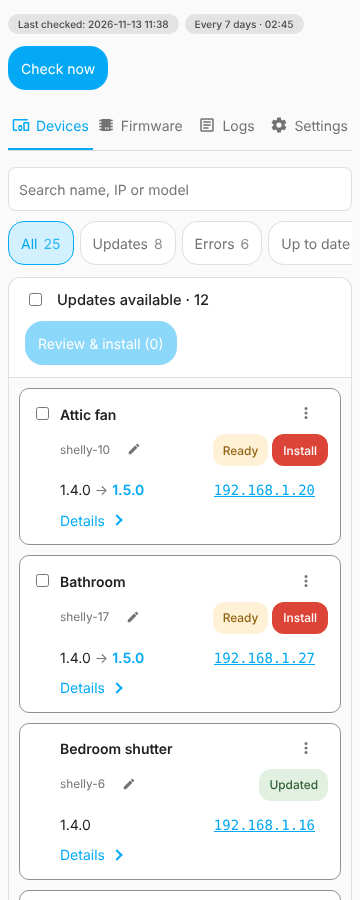 Last checked: 2026-11-13 11:38 Every 7 days · 02:45
Check now
Devices Firmware Logs Settings
Search name, IP or model
All 25 Updates 8 Errors 6 Up to date
Updates available · 12
Review & install (0)
Attic fan
shelly-10 Ready Install
1.4.0 → 1.5.0 192.168.1.20
Details
Bathroom
shelly-17 Ready Install
1.4.0 → 1.5.0 192.168.1.27
Details
Bedroom shutter
shelly-6 Updated
1.4.0 192.168.1.16
Details